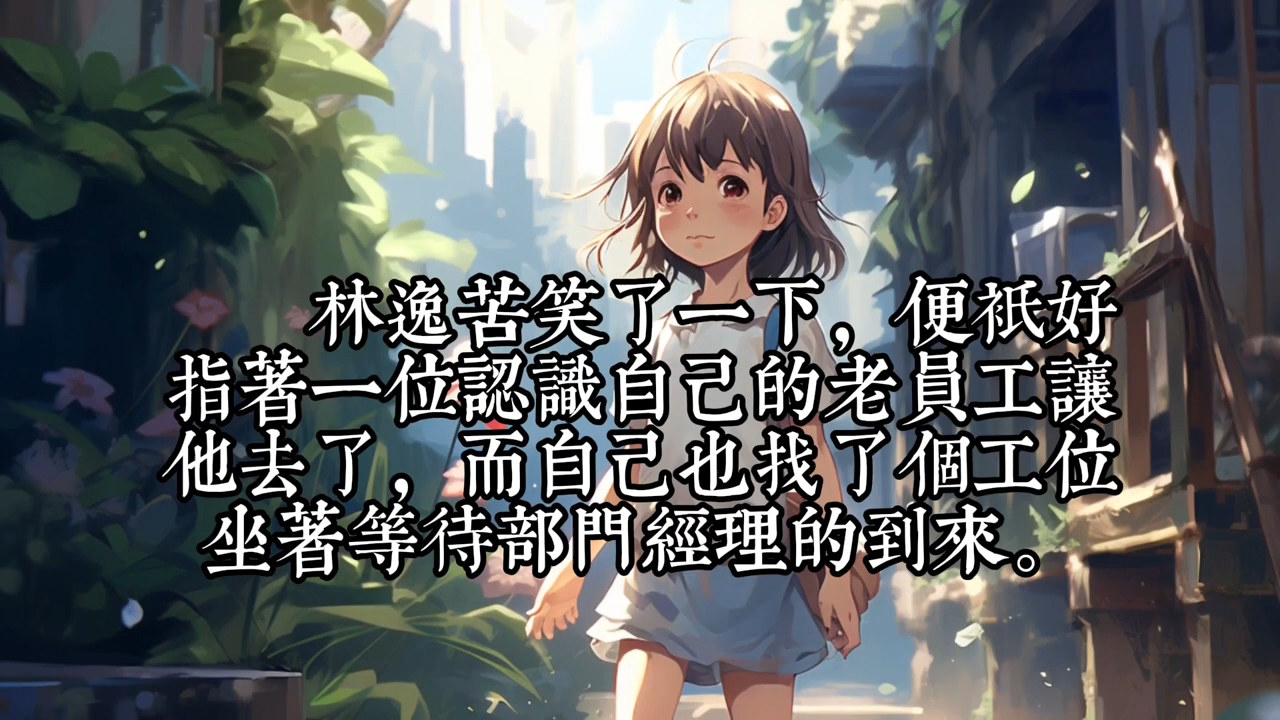 林逸苦笑了一下，便祇好
指著一位認識自己的老員工讓
他去了，而自己也找了個工位
坐著等待部門經理的到來。